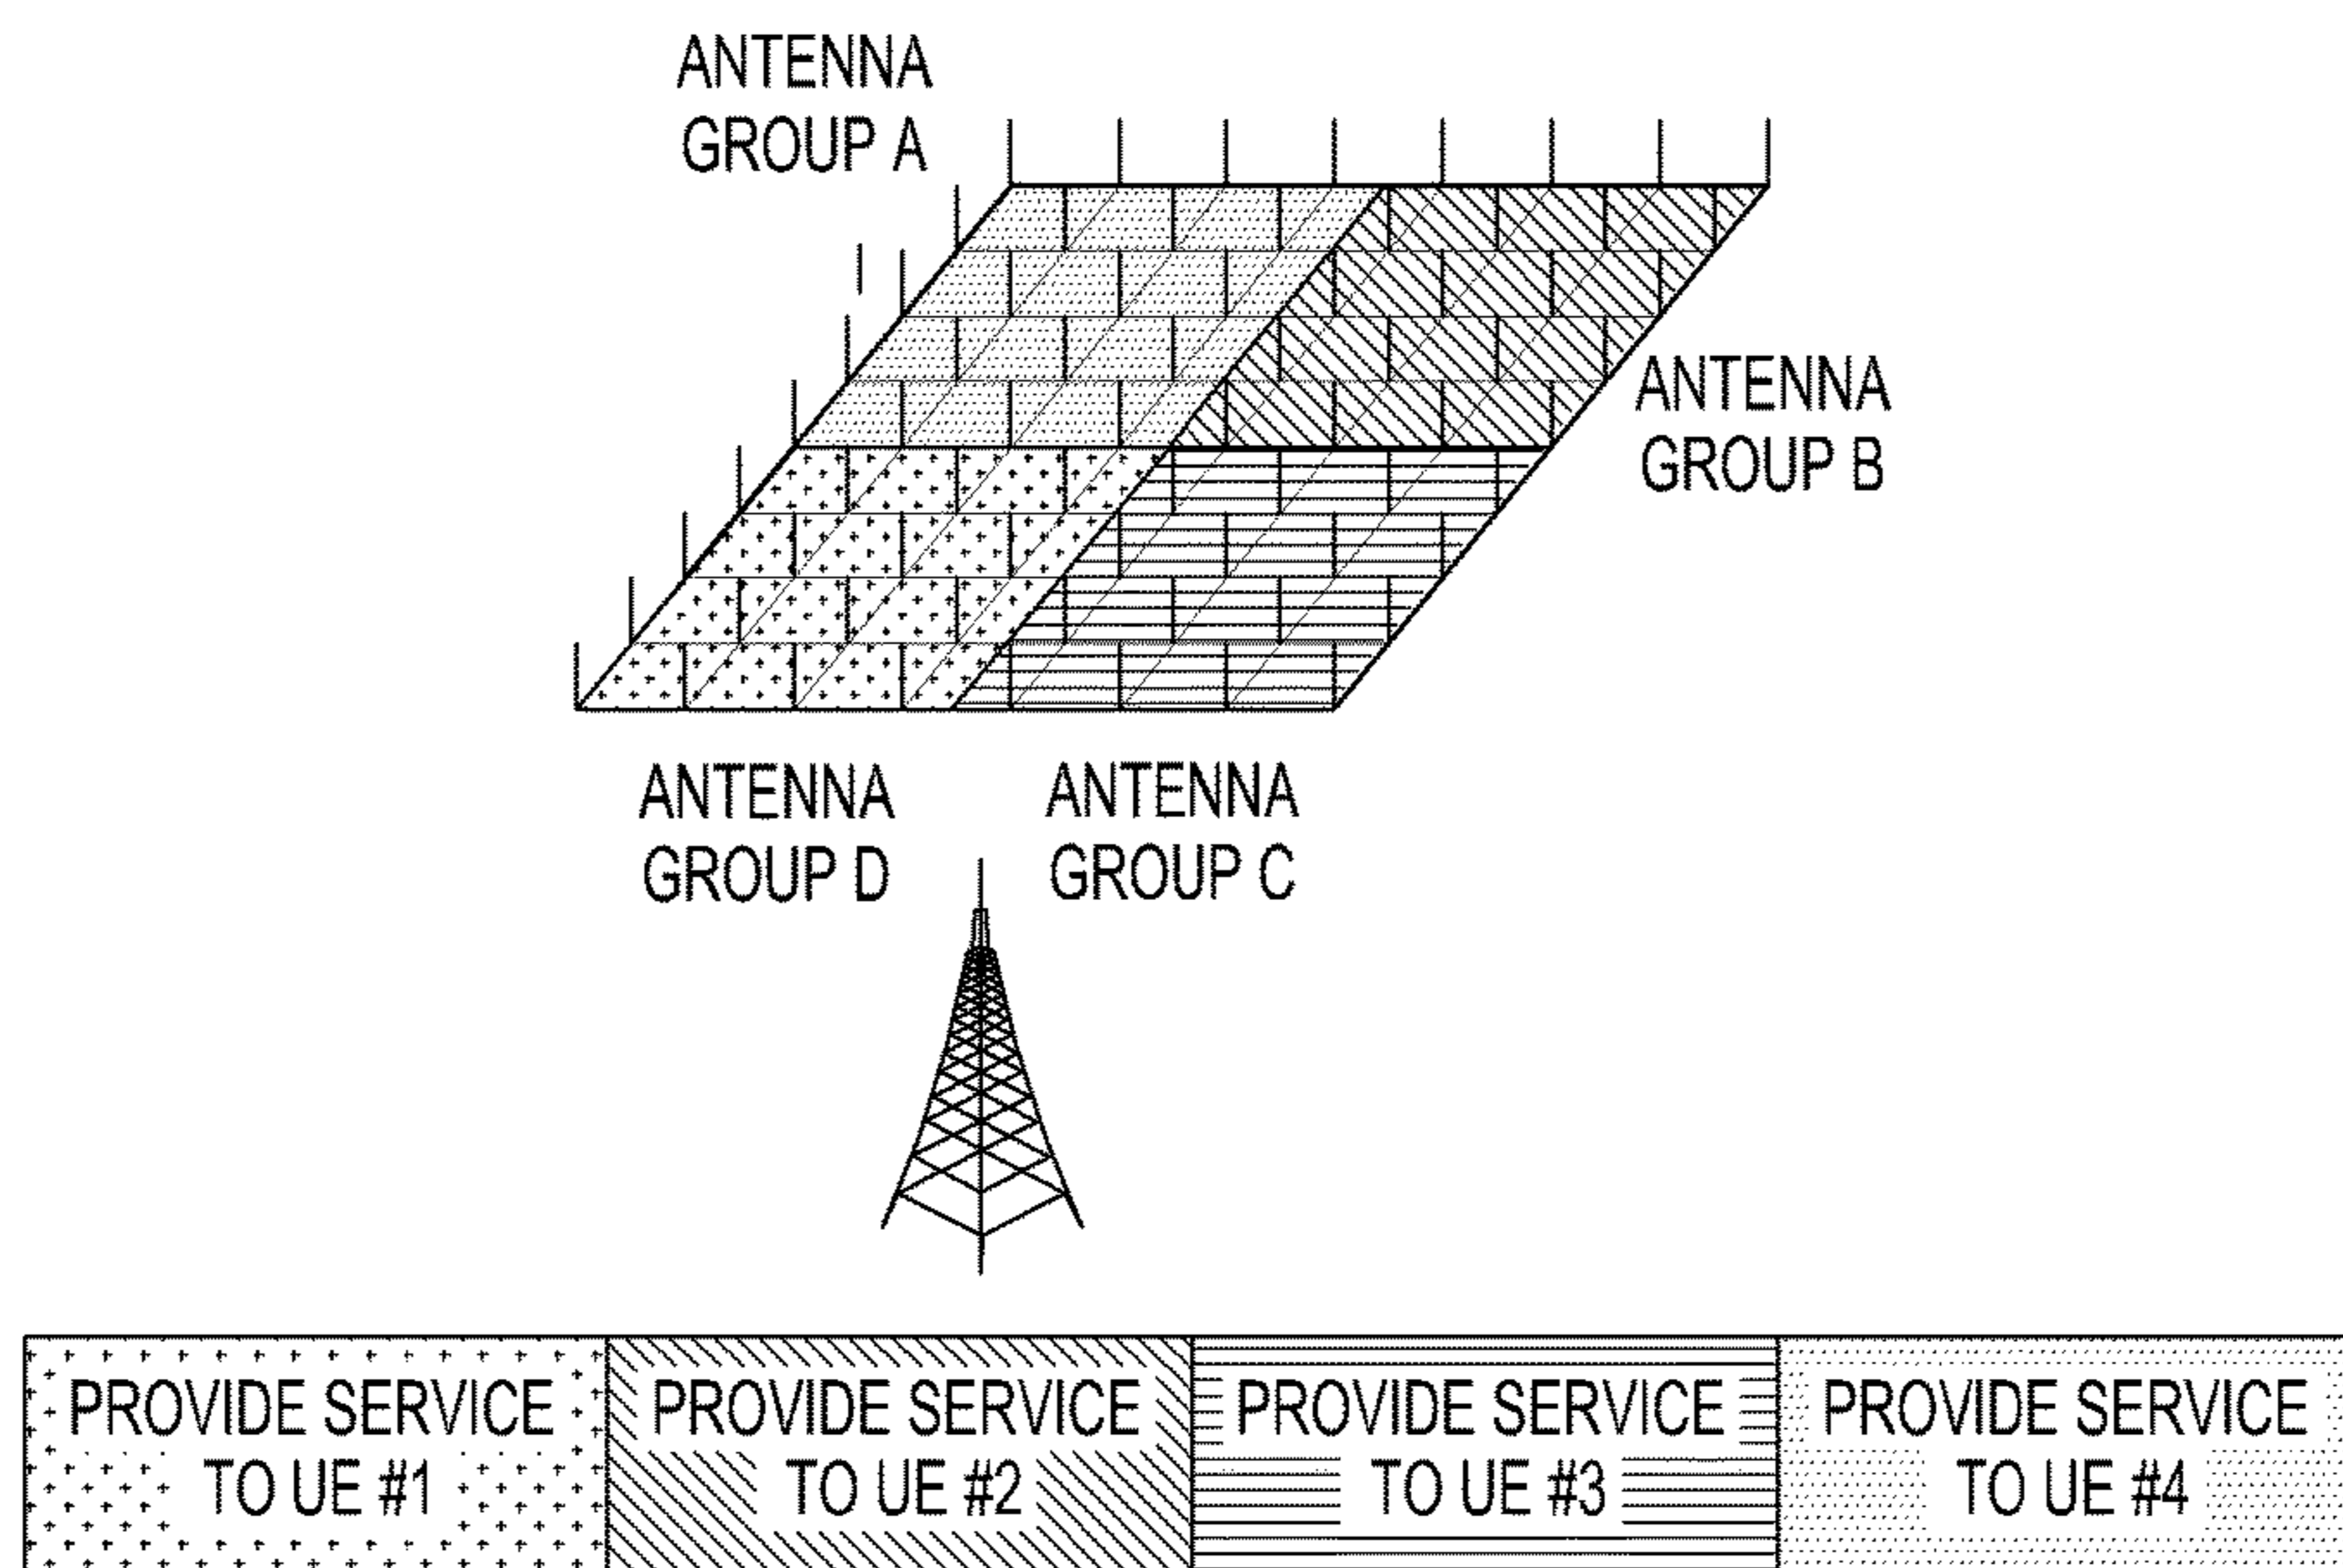 ANTENNA
GROUP A
ANTENNA
GROUP B
ANTENNA
GROUP D
ANTENNA
GROUP C
PROVIDE SERVICE
TO UE #1
PROVIDE SERVICE
TO UE #2
PROVIDE SERVICE
TO UE #3
PROVIDE SERVICE
TO UE #4